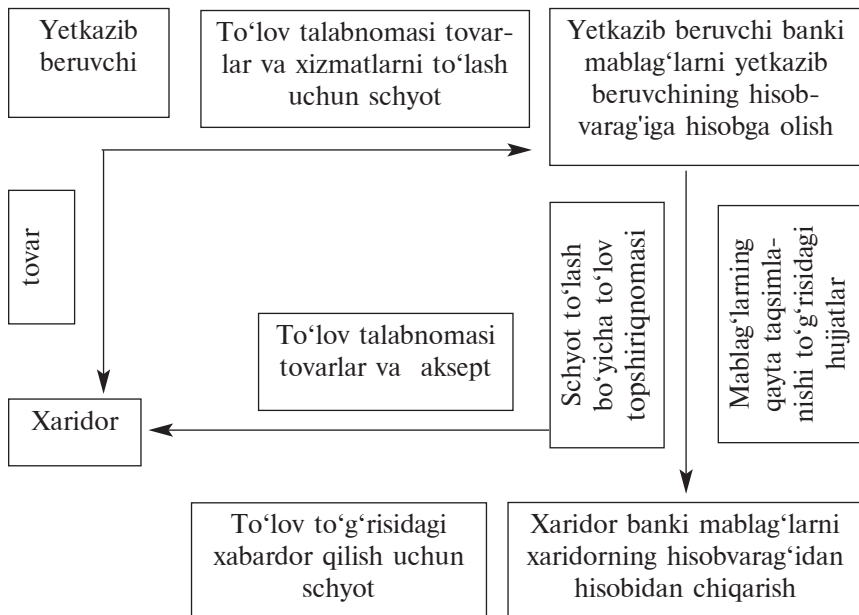 Yetkazib
beruvchi
To‘lov talabnomasi tovar-
lar va xizmatlarni to‘lash
uchun schyot
Yetkazib beruvchi banki
mablag‘larni yetkazib
beruvchining hisob-
varag'iga hisobga olish
tovar
Schyot to‘lash
bo‘yicha to‘lov
topshiriqnomasi
Mablag‘larning
qayta taqsimla-
nishi to‘g‘risidagi
hujjatlar
To‘lov talabnomasi
tovarlar va aksept
Xaridor
To‘lov to‘g‘risidagi
xabardor qilish uchun
schyot
Xaridor banki mablag‘larni
xaridorning hisobvarag‘idan
hisobidan chiqarish